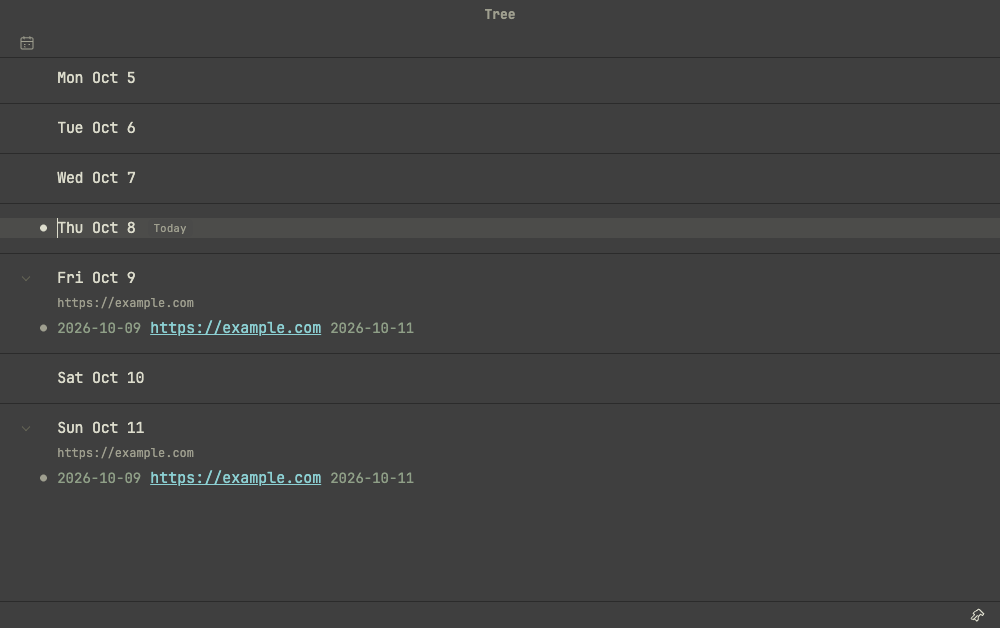 Tree
Mon Oct 5
Tue Oct 6
Wed Oct 7
Thu Oct 8 Today
Fri Oct 9
https://example.com
2026-10-09 https://example.com 2026-10-11
Sat Oct 10
Sun Oct 11
https://example.com
2026-10-09 https://example.com 2026-10-11